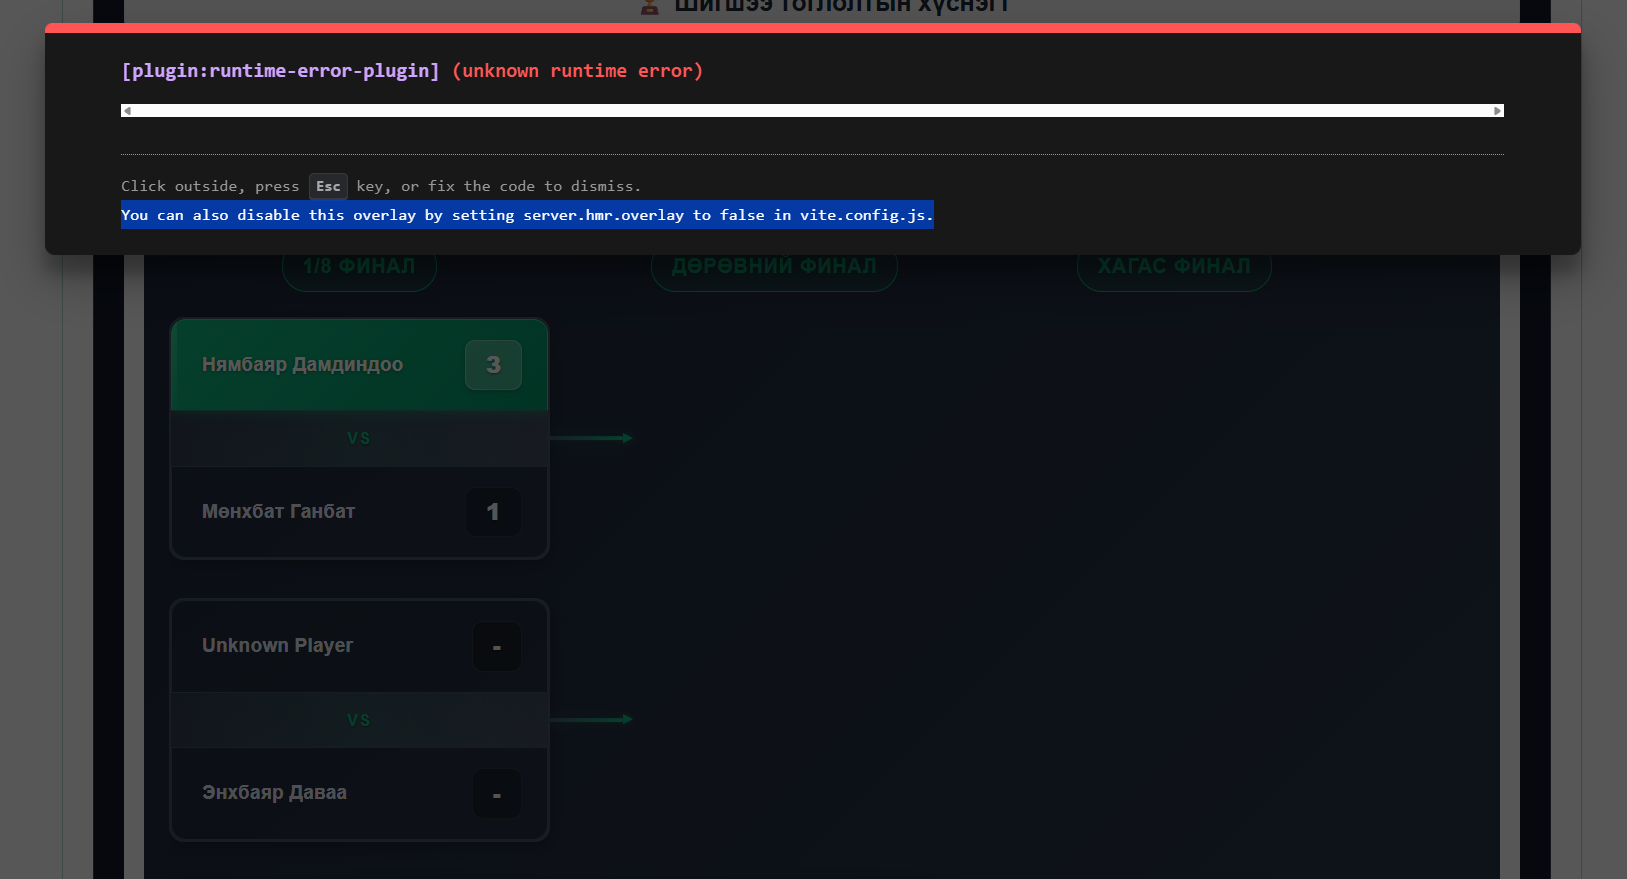 Шигшээ тоглолтын хүснэгт
[plugin:runtime-error-plugin] (unknown runtime error)
Click outside, press Esc key, or fix the code to dismiss.
You can also disable this overlay by setting server.hmr.overlay to false in vite.config.js.
1/8 ФИНАЛ
ДӨРӨВНИЙ ФИНАЛ
ХАГАС ФИНАЛ
Нямбаяр Дамдиндоо 3
VS
Мөнхбат Ганбат 1
Unknown Player -
VS
Энхбаяр Даваа -